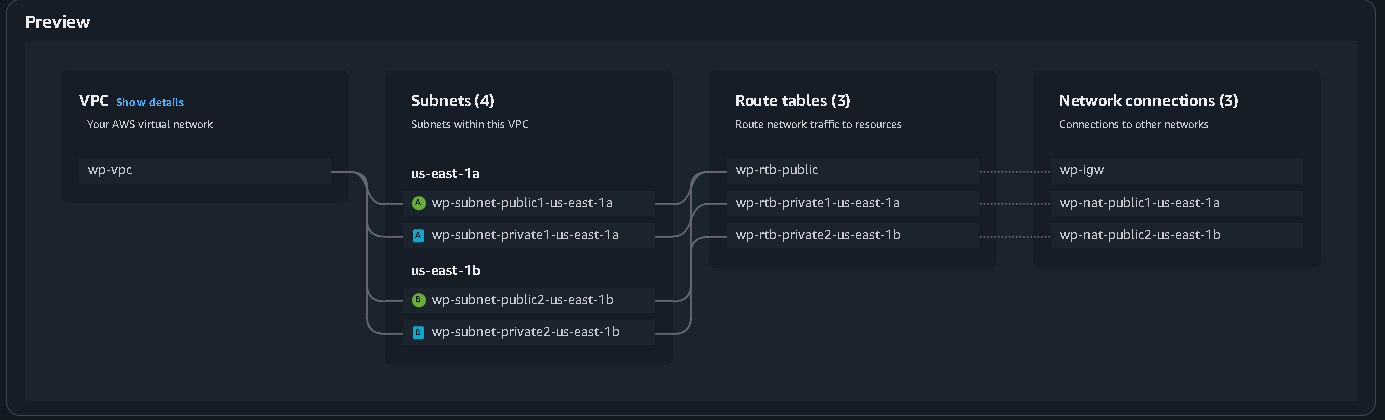 Preview
VPC Show details
Your AWS virtual network
wp-vpc
Subnets (4)
Subnets within this VPC
us-east-1a
A wp-subnet-public1-us-east-1a
A wp-subnet-private1-us-east-1a
us-east-1b
B wp-subnet-public2-us-east-1b
B wp-subnet-private2-us-east-1b
Route tables (3)
Route network traffic to resources
wp-rtb-public
wp-rtb-private1-us-east-1a
wp-rtb-private2-us-east-1b
Network connections (3)
Connections to other networks
wp-igw
wp-nat-public1-us-east-1a
wp-nat-public2-us-east-1b